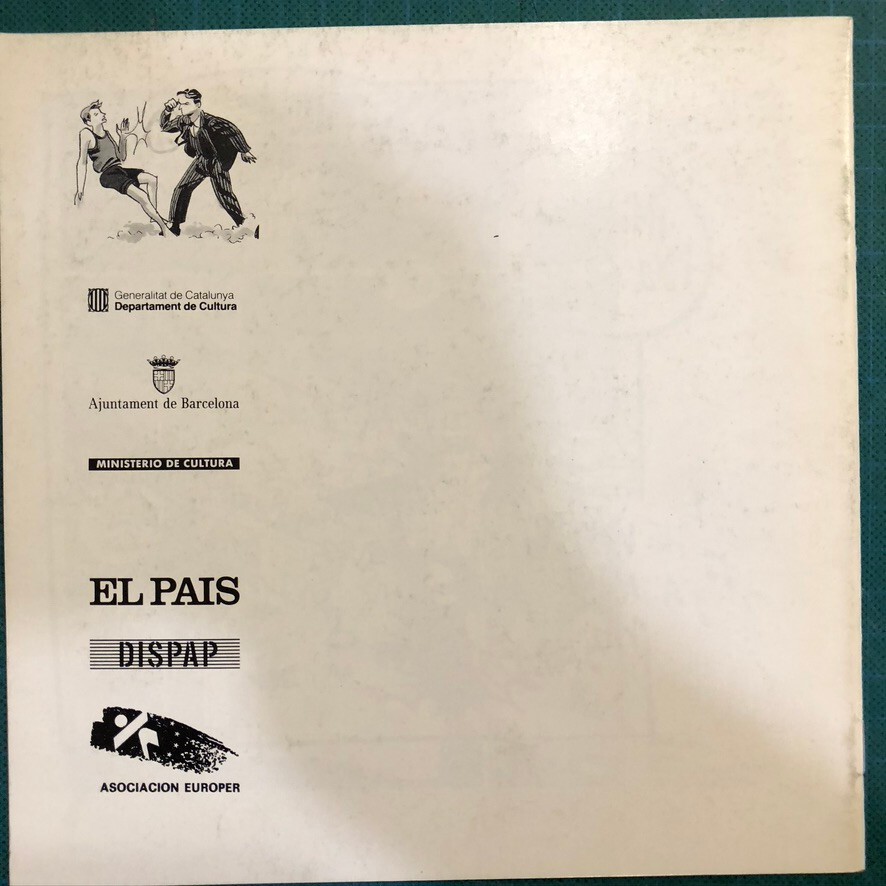 Generalitat de Catalunya
Departament de Cultura
Ajuntament de Barcelona
MINISTERIO DE CULTURA
EL PAIS
DISPAP
ASOCIACION EUROPER